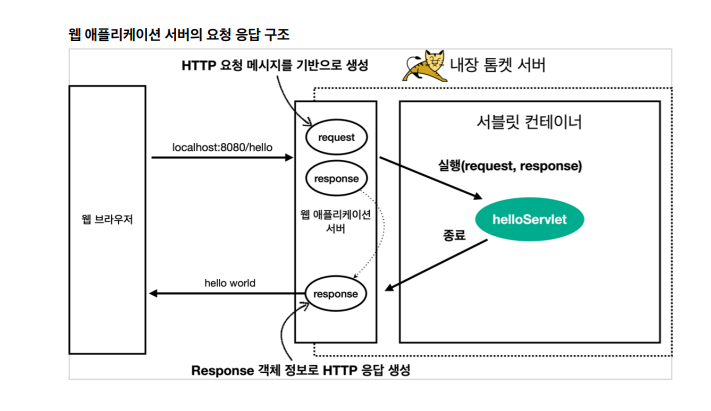 웹 애플리케이션 서버의 요청 응답 구조
HTTP 요청 메시지를 기반으로 생성
내장 톰켓 서버
서블릿 컨테이너
request
localhost:8080/hello
실행(request, response)
response
웹 브라우저
웹 애플리케이션
서버
helloServlet
종료
hello world
response
Response 객체 정보로 HTTP 응답 생성